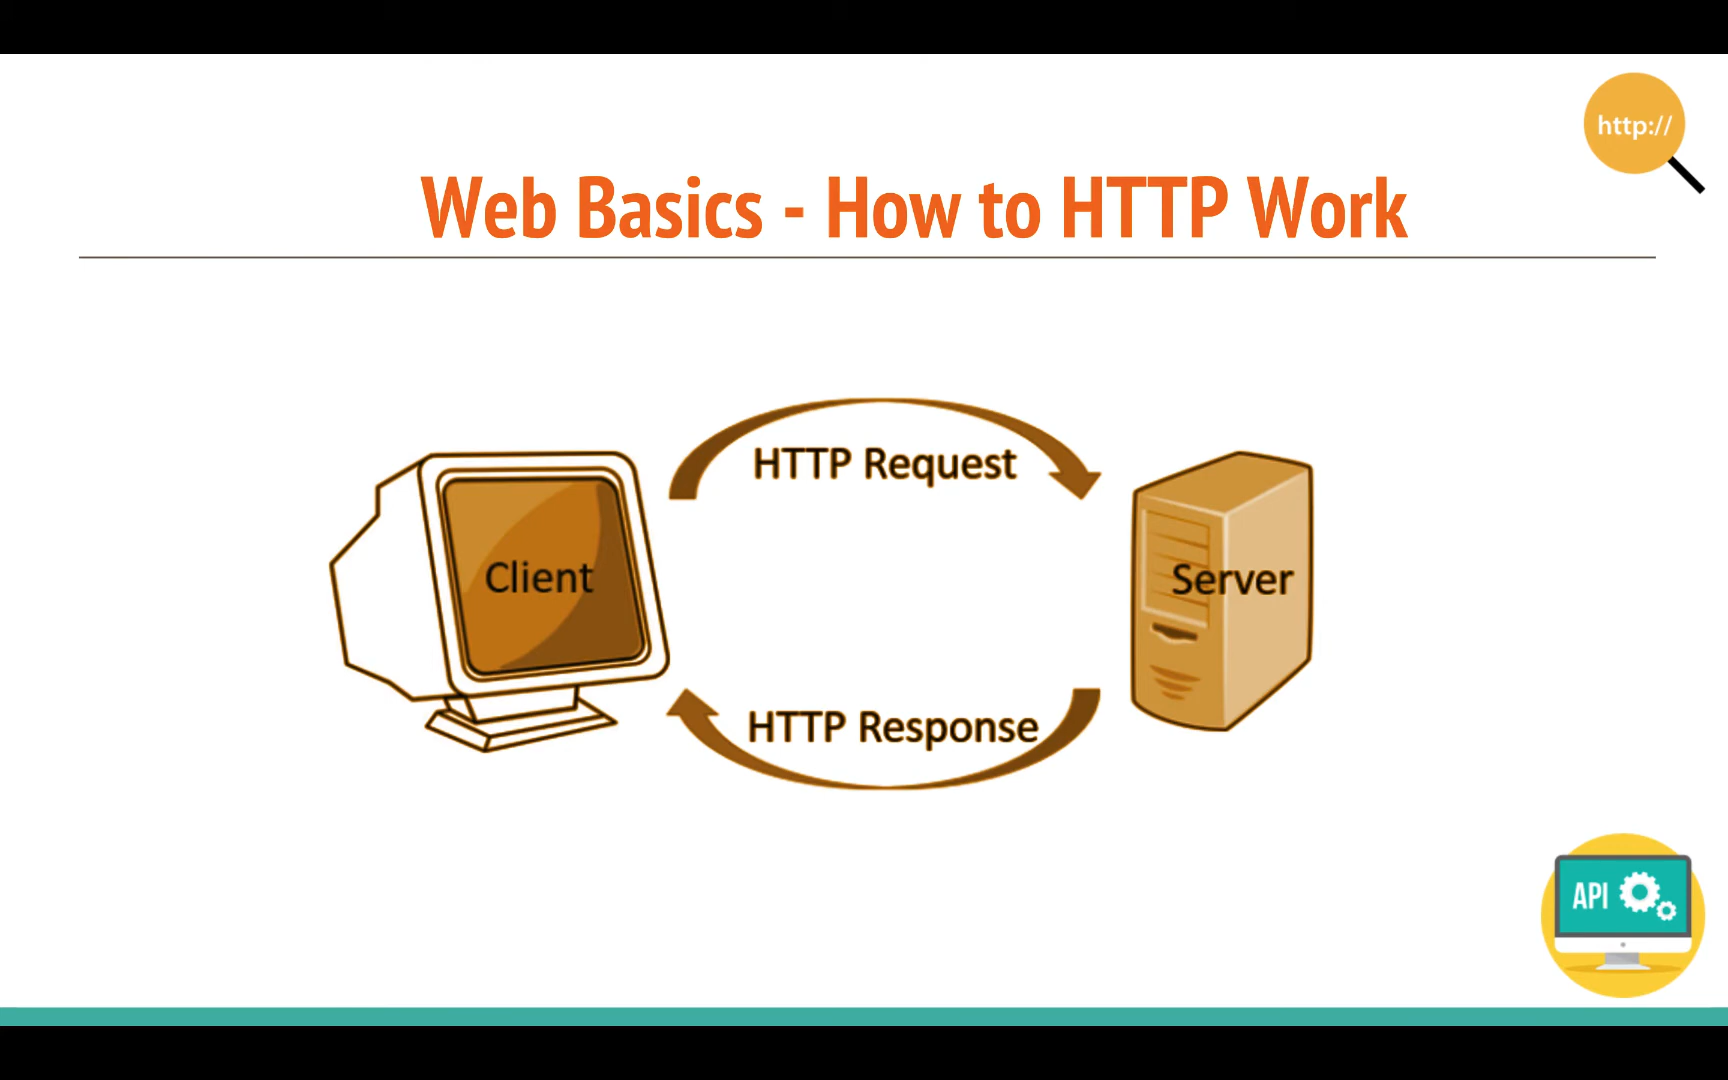 http://
Web Basics - How to HTTP Work
HTTP Request
Client
Server
HTTP Response
API